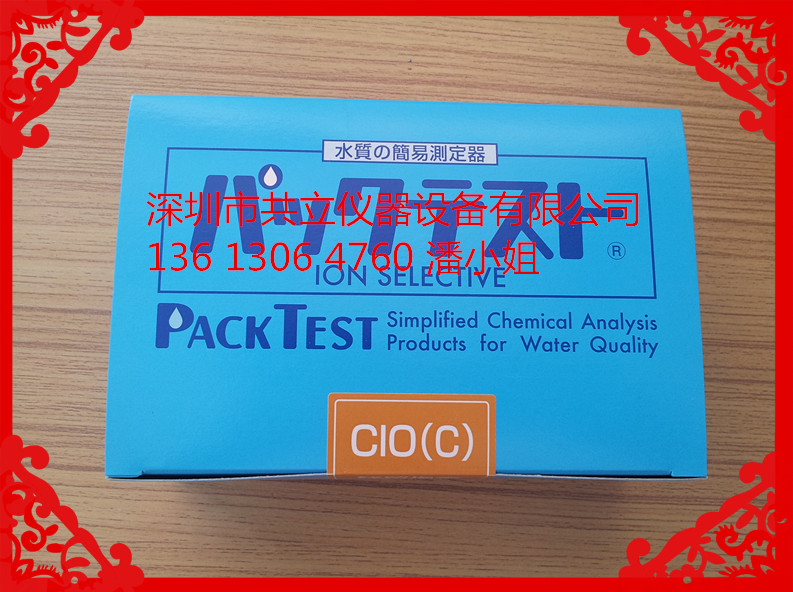 水質の簡易測定器
パックテスト®
深圳市共立仪器设备有限公司
136 1306 4760 潘小姐
ION SELECTIVE
PACKTEST
Simplified Chemical Analysis
Products for Water Quality
ClO(C)